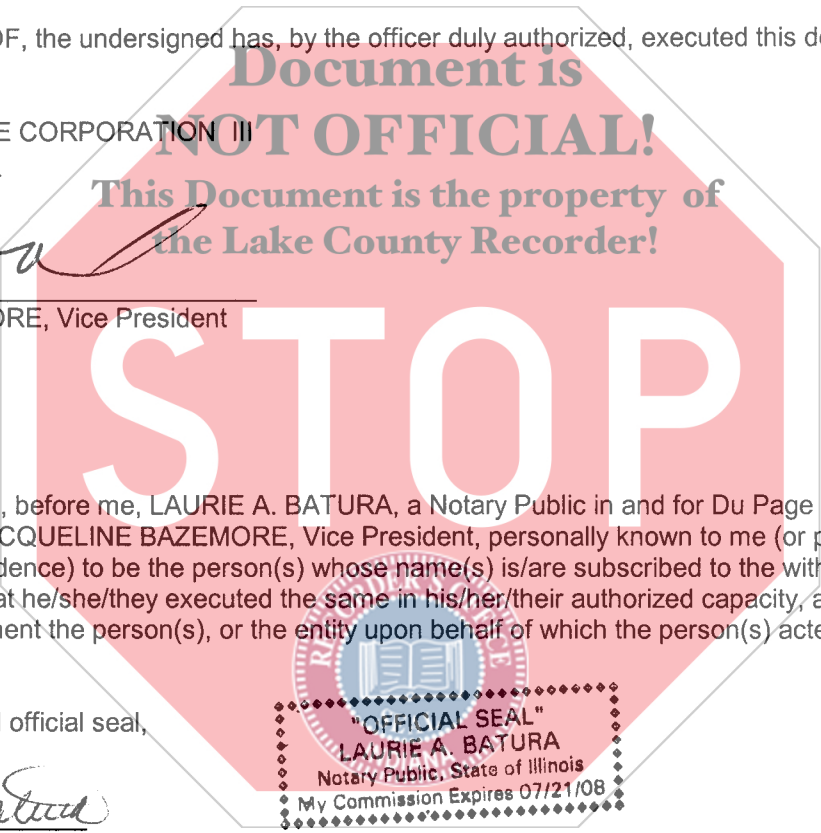 OF, the undersigned has, by the officer duly authorized, executed this de
Document is
E CORPORATION III
NOT OFFICIAL!
This Document is the property of
the Lake County Recorder!
ORE, Vice President
STOP
, before me, LAURIE A. BATURA, a Notary Public in and for Du Page
CQUELINE BAZEMORE, Vice President, personally known to me (or p
dence) to be the person(s) whose name(s) is/are subscribed to the with
at he/she/they executed the same in his/her/their authorized capacity, a
ment the person(s), or the entity upon behalf of which the person(s) acte
RECORDER'S OFFICE
official seal,
"OFFICIAL SEAL"
LAURIE A. BATURA
INDIANA
Notary Public, State of Illinois
My Commission Expires 07/21/08